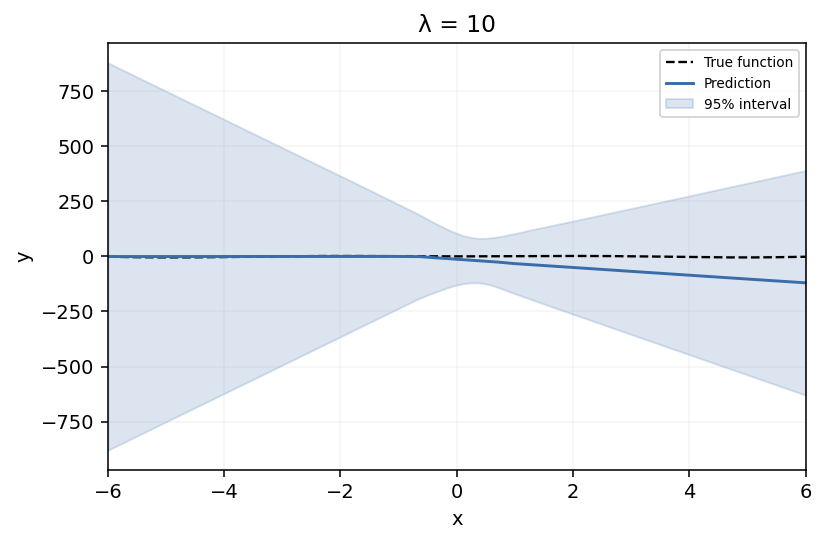 λ = 10
True function
Prediction
95% interval
y
750
500
250
0
−250
−500
−750
−6
−4
−2
0
2
4
6
x